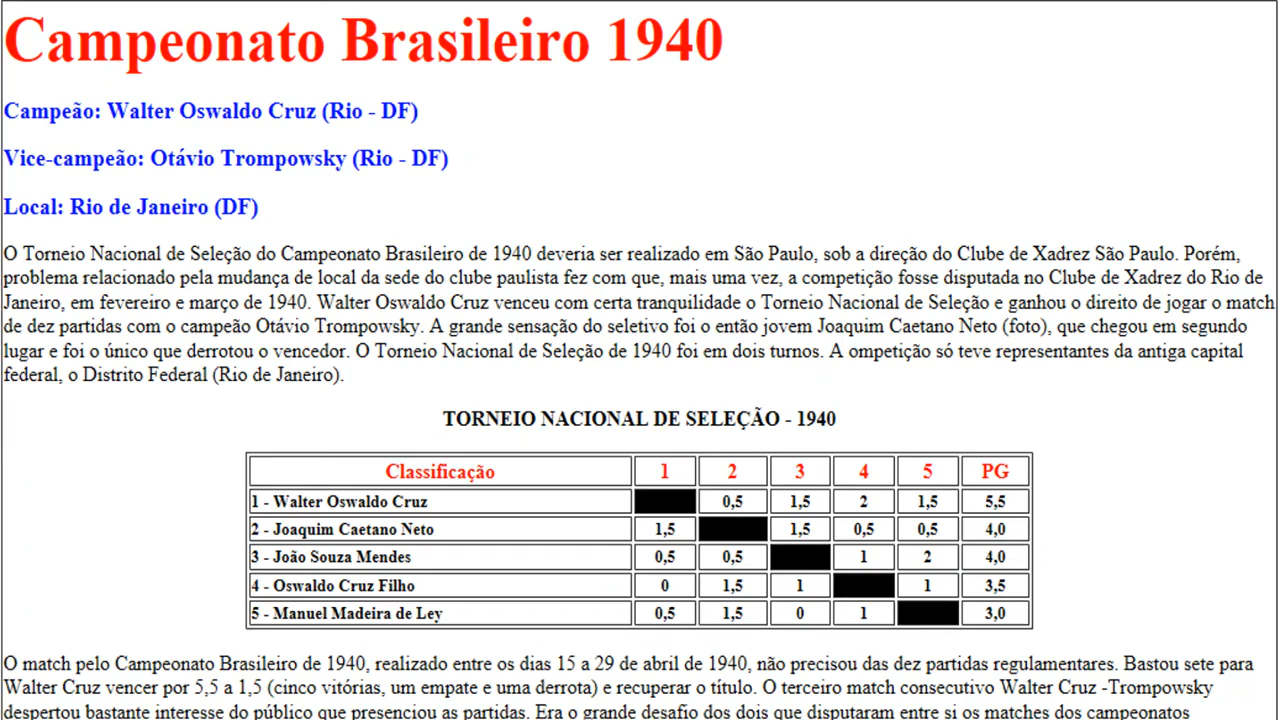 Campeonato Brasileiro 1940
Campeão: Walter Oswaldo Cruz (Rio - DF)
Vice-campeão: Otávio Trompowsky (Rio - DF)
Local: Rio de Janeiro (DF)
O Torneio Nacional de Seleção do Campeonato Brasileiro de 1940 deveria ser realizado em São Paulo, sob a direção do Clube de Xadrez São Paulo. Porém,
problema relacionado pela mudança de local da sede do clube paulista fez com que, mais uma vez, a competição fosse disputada no Clube de Xadrez do Rio de
Janeiro, em fevereiro e março de 1940. Walter Oswaldo Cruz venceu com certa tranquilidade o Torneio Nacional de Seleção e ganhou o direito de jogar o match
de dez partidas com o campeão Otávio Trompowsky. A grande sensação do seletivo foi o então jovem Joaquim Caetano Neto (foto), que chegou em segundo
lugar e foi o único que derrotou o vencedor. O Torneio Nacional de Seleção de 1940 foi em dois turnos. A ompetição só teve representantes da antiga capital
federal, o Distrito Federal (Rio de Janeiro).
TORNEIO NACIONAL DE SELEÇÃO - 1940
Classificação 1 2 3 4 5 PG
1 - Walter Oswaldo Cruz 0,5 1,5 2 1,5 5,5
2 - Joaquim Caetano Neto 1,5 1,5 0,5 0,5 4,0
3 - João Souza Mendes 0,5 0,5 1 2 4,0
4 - Oswaldo Cruz Filho 0 1,5 1 1 3,5
5 - Manuel Madeira de Ley 0,5 1,5 0 1 3,0
O match pelo Campeonato Brasileiro de 1940, realizado entre os dias 15 a 29 de abril de 1940, não precisou das dez partidas regulamentares. Bastou sete para
Walter Cruz vencer por 5,5 a 1,5 (cinco vitórias, um empate e uma derrota) e recuperar o título. O terceiro match consecutivo Walter Cruz -Trompowsky
despertou bastante interesse do público que presenciou as partidas. Era o grande desafio dos dois que disputaram entre si os matches dos campeonatos